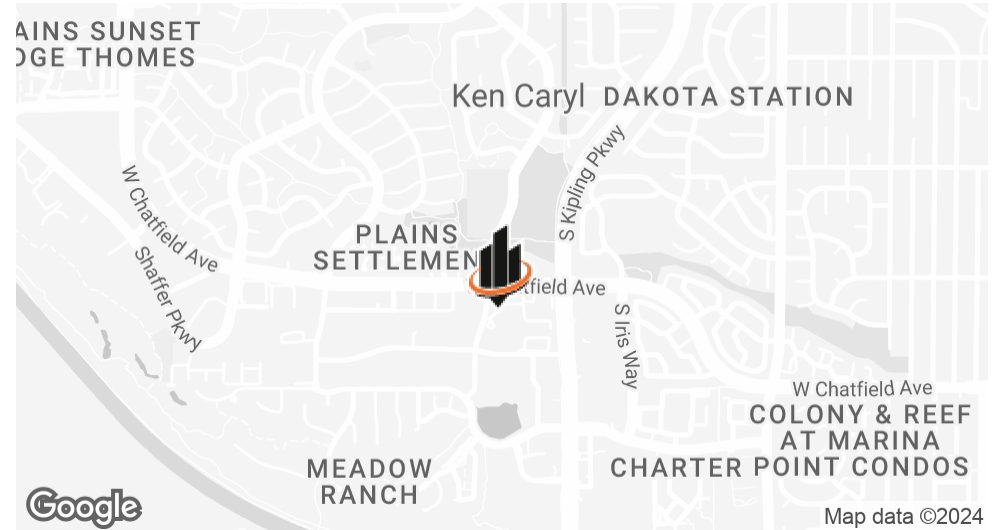 AINS SUNSET
DGE THOMES
Ken Caryl
DAKOTA STATION
S Kipling Pkwy
W Chatfield Ave
PLAINS
SETTLEMEN
Shaffer Pkwy
tfield Ave
S Iris Way
W Chatfield Ave
COLONY & REEF
AT MARINA
POINT CONDOS
CHARTER
MEADOW
RANCH
Google
Map data ©2024